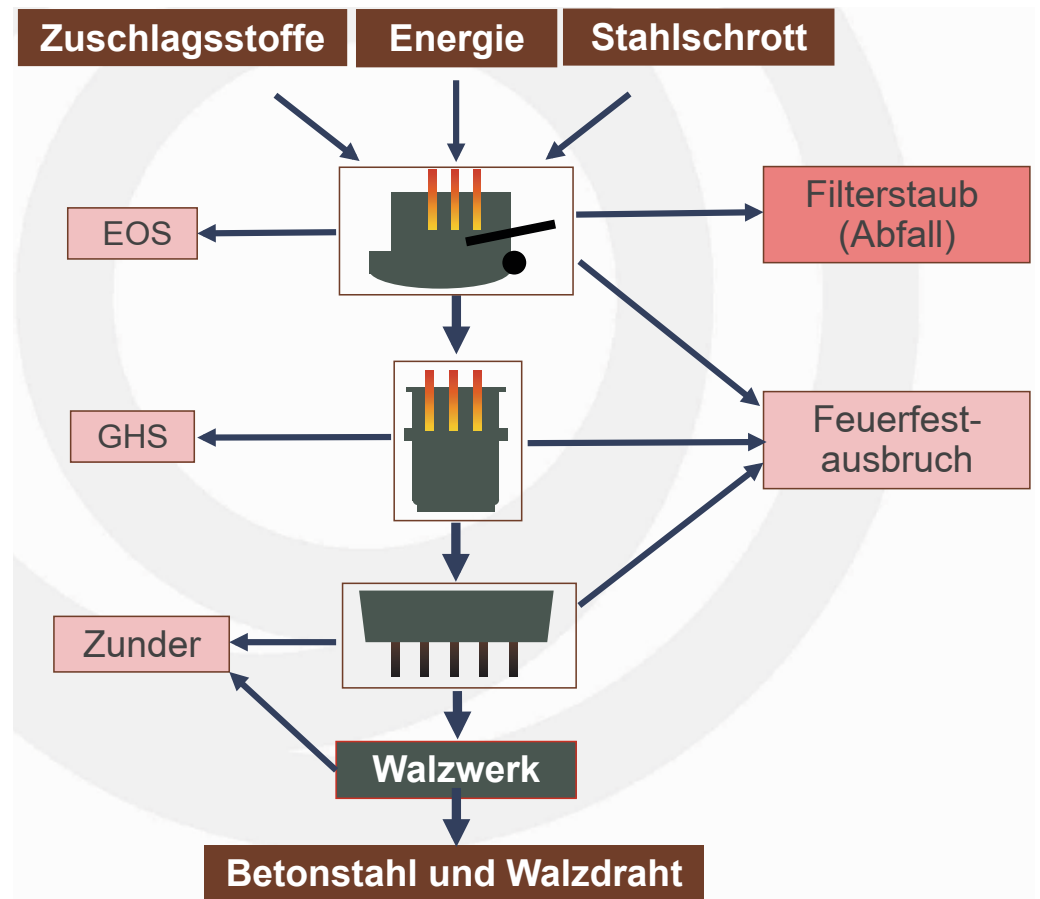 Zuschlagsstoffe
Energie
Stahlschrott
EOS
Filterstaub
(Abfall)
GHS
Feuerfest-
ausbruch
Zunder
Walzwerk
Betonstahl und Walzdraht